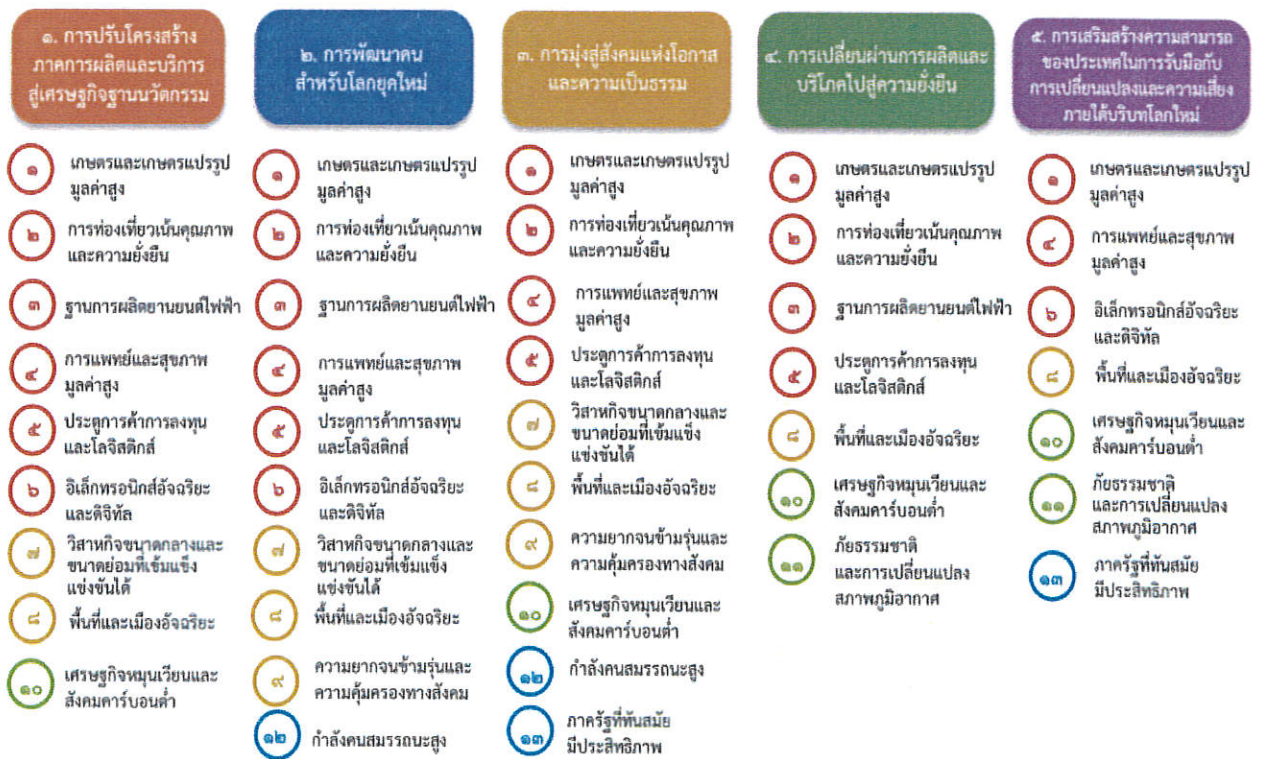 ๑. การปรับโครงสร้าง
ภาคการผลิตและบริการ
สู่เศรษฐกิจฐานนวัตกรรม
๑
เกษตรและเกษตรแปรรูป
มูลค่าสูง
๒
การท่องเที่ยวเน้นคุณภาพ
และความยั่งยืน
๓
ฐานการผลิตยานยนต์ไฟฟ้า
๔
การแพทย์และสุขภาพ
มูลค่าสูง
๕
ประตูการค้าการลงทุน
และโลจิสติกส์
๖
อิเล็กทรอนิกส์อัจฉริยะ
และดิจิทัล
๗
วิสาหกิจขนาดกลางและ
ขนาดย่อมที่เข้มแข็ง
แข่งขันได้
๘
พื้นที่และเมืองอัจฉริยะ
๑๐
เศรษฐกิจหมุนเวียนและ
สังคมคาร์บอนต่ำ
๒. การพัฒนาคน
สำหรับโลกยุคใหม่
๑
เกษตรและเกษตรแปรรูป
มูลค่าสูง
๒
การท่องเที่ยวเน้นคุณภาพ
และความยั่งยืน
๓
ฐานการผลิตยานยนต์ไฟฟ้า
๔
การแพทย์และสุขภาพ
มูลค่าสูง
๕
ประตูการค้าการลงทุน
และโลจิสติกส์
๖
อิเล็กทรอนิกส์อัจฉริยะ
และดิจิทัล
๗
วิสาหกิจขนาดกลางและ
ขนาดย่อมที่เข้มแข็ง
แข่งขันได้
๘
พื้นที่และเมืองอัจฉริยะ
๙
ความยากจนข้ามรุ่นและ
ความคุ้มครองทางสังคม
๑๒
กำลังคนสมรรถนะสูง
๓. การมุ่งสู่สังคมแห่งโอกาส
และความเป็นธรรม
๑
เกษตรและเกษตรแปรรูป
มูลค่าสูง
๒
การท่องเที่ยวเน้นคุณภาพ
และความยั่งยืน
๔
การแพทย์และสุขภาพ
มูลค่าสูง
๕
ประตูการค้าการลงทุน
และโลจิสติกส์
๗
วิสาหกิจขนาดกลางและ
ขนาดย่อมที่เข้มแข็ง
แข่งขันได้
๘
พื้นที่และเมืองอัจฉริยะ
๙
ความยากจนข้ามรุ่นและ
ความคุ้มครองทางสังคม
๑๐
เศรษฐกิจหมุนเวียนและ
สังคมคาร์บอนต่ำ
๑๒
กำลังคนสมรรถนะสูง
๑๓
ภาครัฐที่ทันสมัย
มีประสิทธิภาพ
๔. การเปลี่ยนผ่านการผลิตและ
บริโภคไปสู่ความยั่งยืน
๑
เกษตรและเกษตรแปรรูป
มูลค่าสูง
๒
การท่องเที่ยวเน้นคุณภาพ
และความยั่งยืน
๓
ฐานการผลิตยานยนต์ไฟฟ้า
๕
ประตูการค้าการลงทุน
และโลจิสติกส์
๘
พื้นที่และเมืองอัจฉริยะ
๑๐
เศรษฐกิจหมุนเวียนและ
สังคมคาร์บอนต่ำ
๑๑
ภัยธรรมชาติ
และการเปลี่ยนแปลง
สภาพภูมิอากาศ
๕. การเสริมสร้างความสามารถ
ของประเทศในการรับมือกับ
การเปลี่ยนแปลงและความเสี่ยง
ภายใต้บริบทโลกใหม่
๑
เกษตรและเกษตรแปรรูป
มูลค่าสูง
๔
การแพทย์และสุขภาพ
มูลค่าสูง
๖
อิเล็กทรอนิกส์อัจฉริยะ
และดิจิทัล
๘
พื้นที่และเมืองอัจฉริยะ
๑๐
เศรษฐกิจหมุนเวียนและ
สังคมคาร์บอนต่ำ
๑๑
ภัยธรรมชาติ
และการเปลี่ยนแปลง
สภาพภูมิอากาศ
๑๓
ภาครัฐที่ทันสมัย
มีประสิทธิภาพ